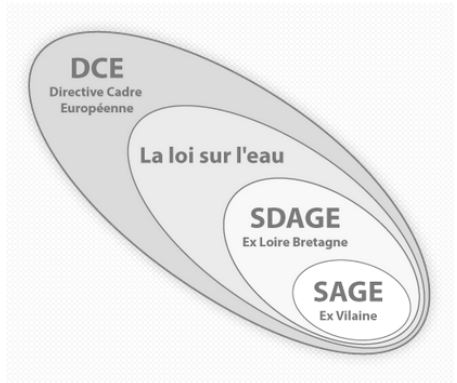 DCE
Directive Cadre
Européenne
La loi sur l'eau
SDAGE
Ex Loire Bretagne
SAGE
Ex Vilaine